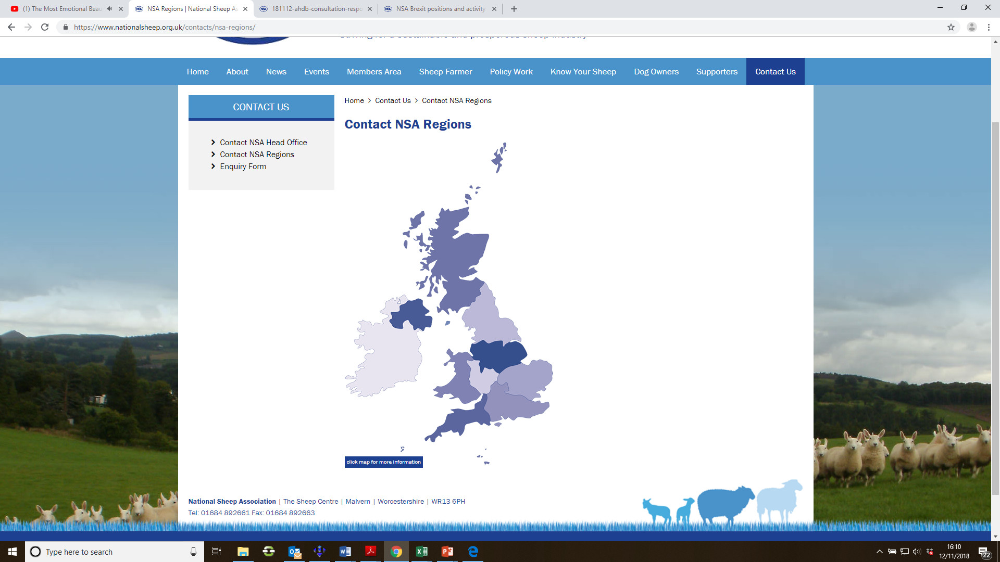 (1) The Most Emotional Beau
NSA Regions | National Sheep As
181112-ahdb-consultation-respo
NSA Brexit positions and activity
https://www.nationalsheep.org.uk/contacts/nsa-regions/
Home About News Events Members Area Sheep Farmer Policy Work Know Your Sheep Dog Owners Supporters Contact Us
CONTACT US
Contact NSA Head Office
Contact NSA Regions
Enquiry Form
Home > Contact Us > Contact NSA Regions
Contact NSA Regions
click map for more information
National Sheep Association | The Sheep Centre | Malvern | Worcestershire | WR13 6PH
Tel: 01684 892661 Fax: 01684 892663
Type here to search
16:10
12/11/2018
22